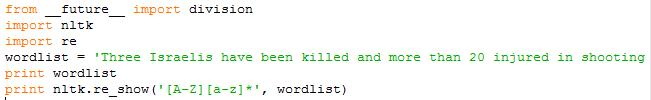 from __future__ import division
import nltk
import re
wordlist = 'Three Israelis have been killed and more than 20 injured in shooting
print wordlist
print nltk.re_show('[A-Z][a-z]*', wordlist)